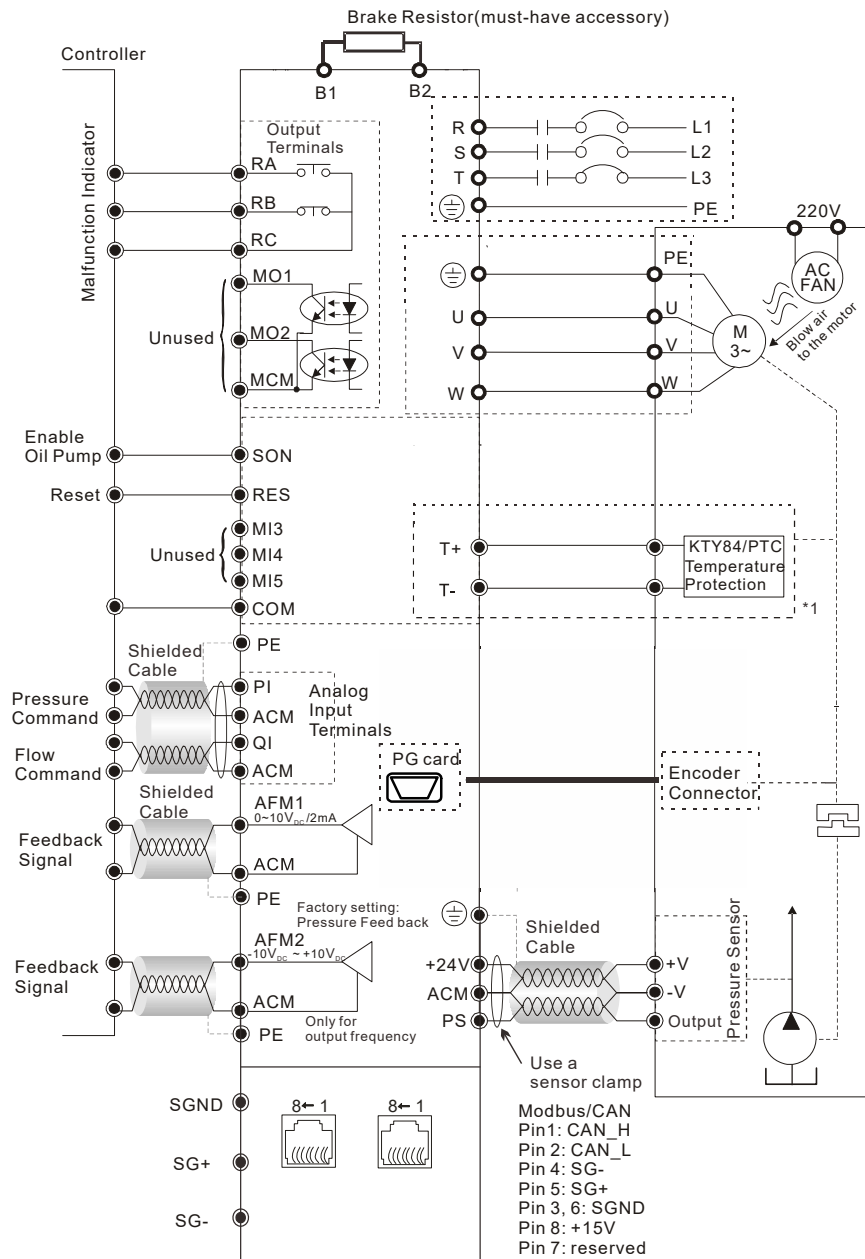 Brake Resistor(must-have accessory)
Controller
B1
B2
Malfunction Indicator
Output
Terminals
RA
RB
RC
MO1
MO2
MCM
Unused
R
S
T
L1
L2
L3
PE
220V
AC
FAN
Blow air
to the motor
PE
U
V
W
U
V
W
M
3~
Enable
Oil Pump
SON
Reset
RES
MI3
MI4
MI5
Unused
COM
T+
T-
KTY84/PTC
Temperature
Protection
*1
PE
Shielded
Cable
Pressure
Command
PI
ACM
Analog
Input
Terminals
Flow
Command
QI
ACM
PG card
Encoder
Connector
Shielded
Cable
Feedback
Signal
AFM1
0~10VDC/2mA
ACM
PE
Factory setting:
Pressure Feed back
Feedback
Signal
AFM2
-10VDC ~ +10VDC
ACM
PE
Only for
output frequency
Shielded
Cable
+24V
ACM
PS
+V
-V
Output
Pressure Sensor
Use a
sensor clamp
SGND
SG+
SG-
8← 1
8← 1
Modbus/CAN
Pin1: CAN_H
Pin 2: CAN_L
Pin 4: SG-
Pin 5: SG+
Pin 3, 6: SGND
Pin 8: +15V
Pin 7: reserved